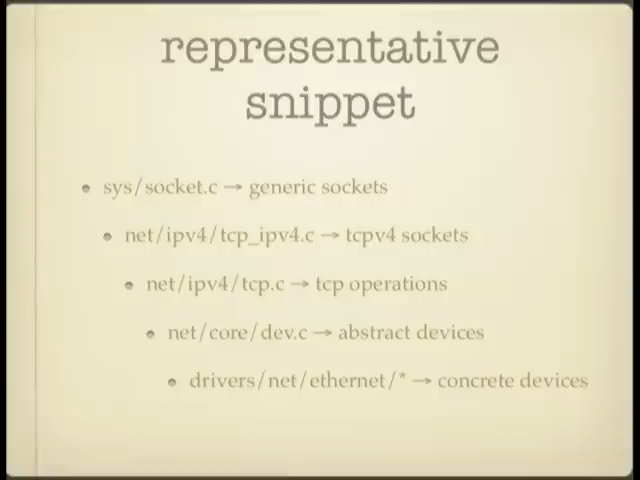 representative
snippet
sys/socket.c → generic sockets
net/ipv4/tcp_ipv4.c → tcpv4 sockets
net/ipv4/tcp.c → tcp operations
net/core/dev.c → abstract devices
drivers/net/ethernet/* → concrete devices